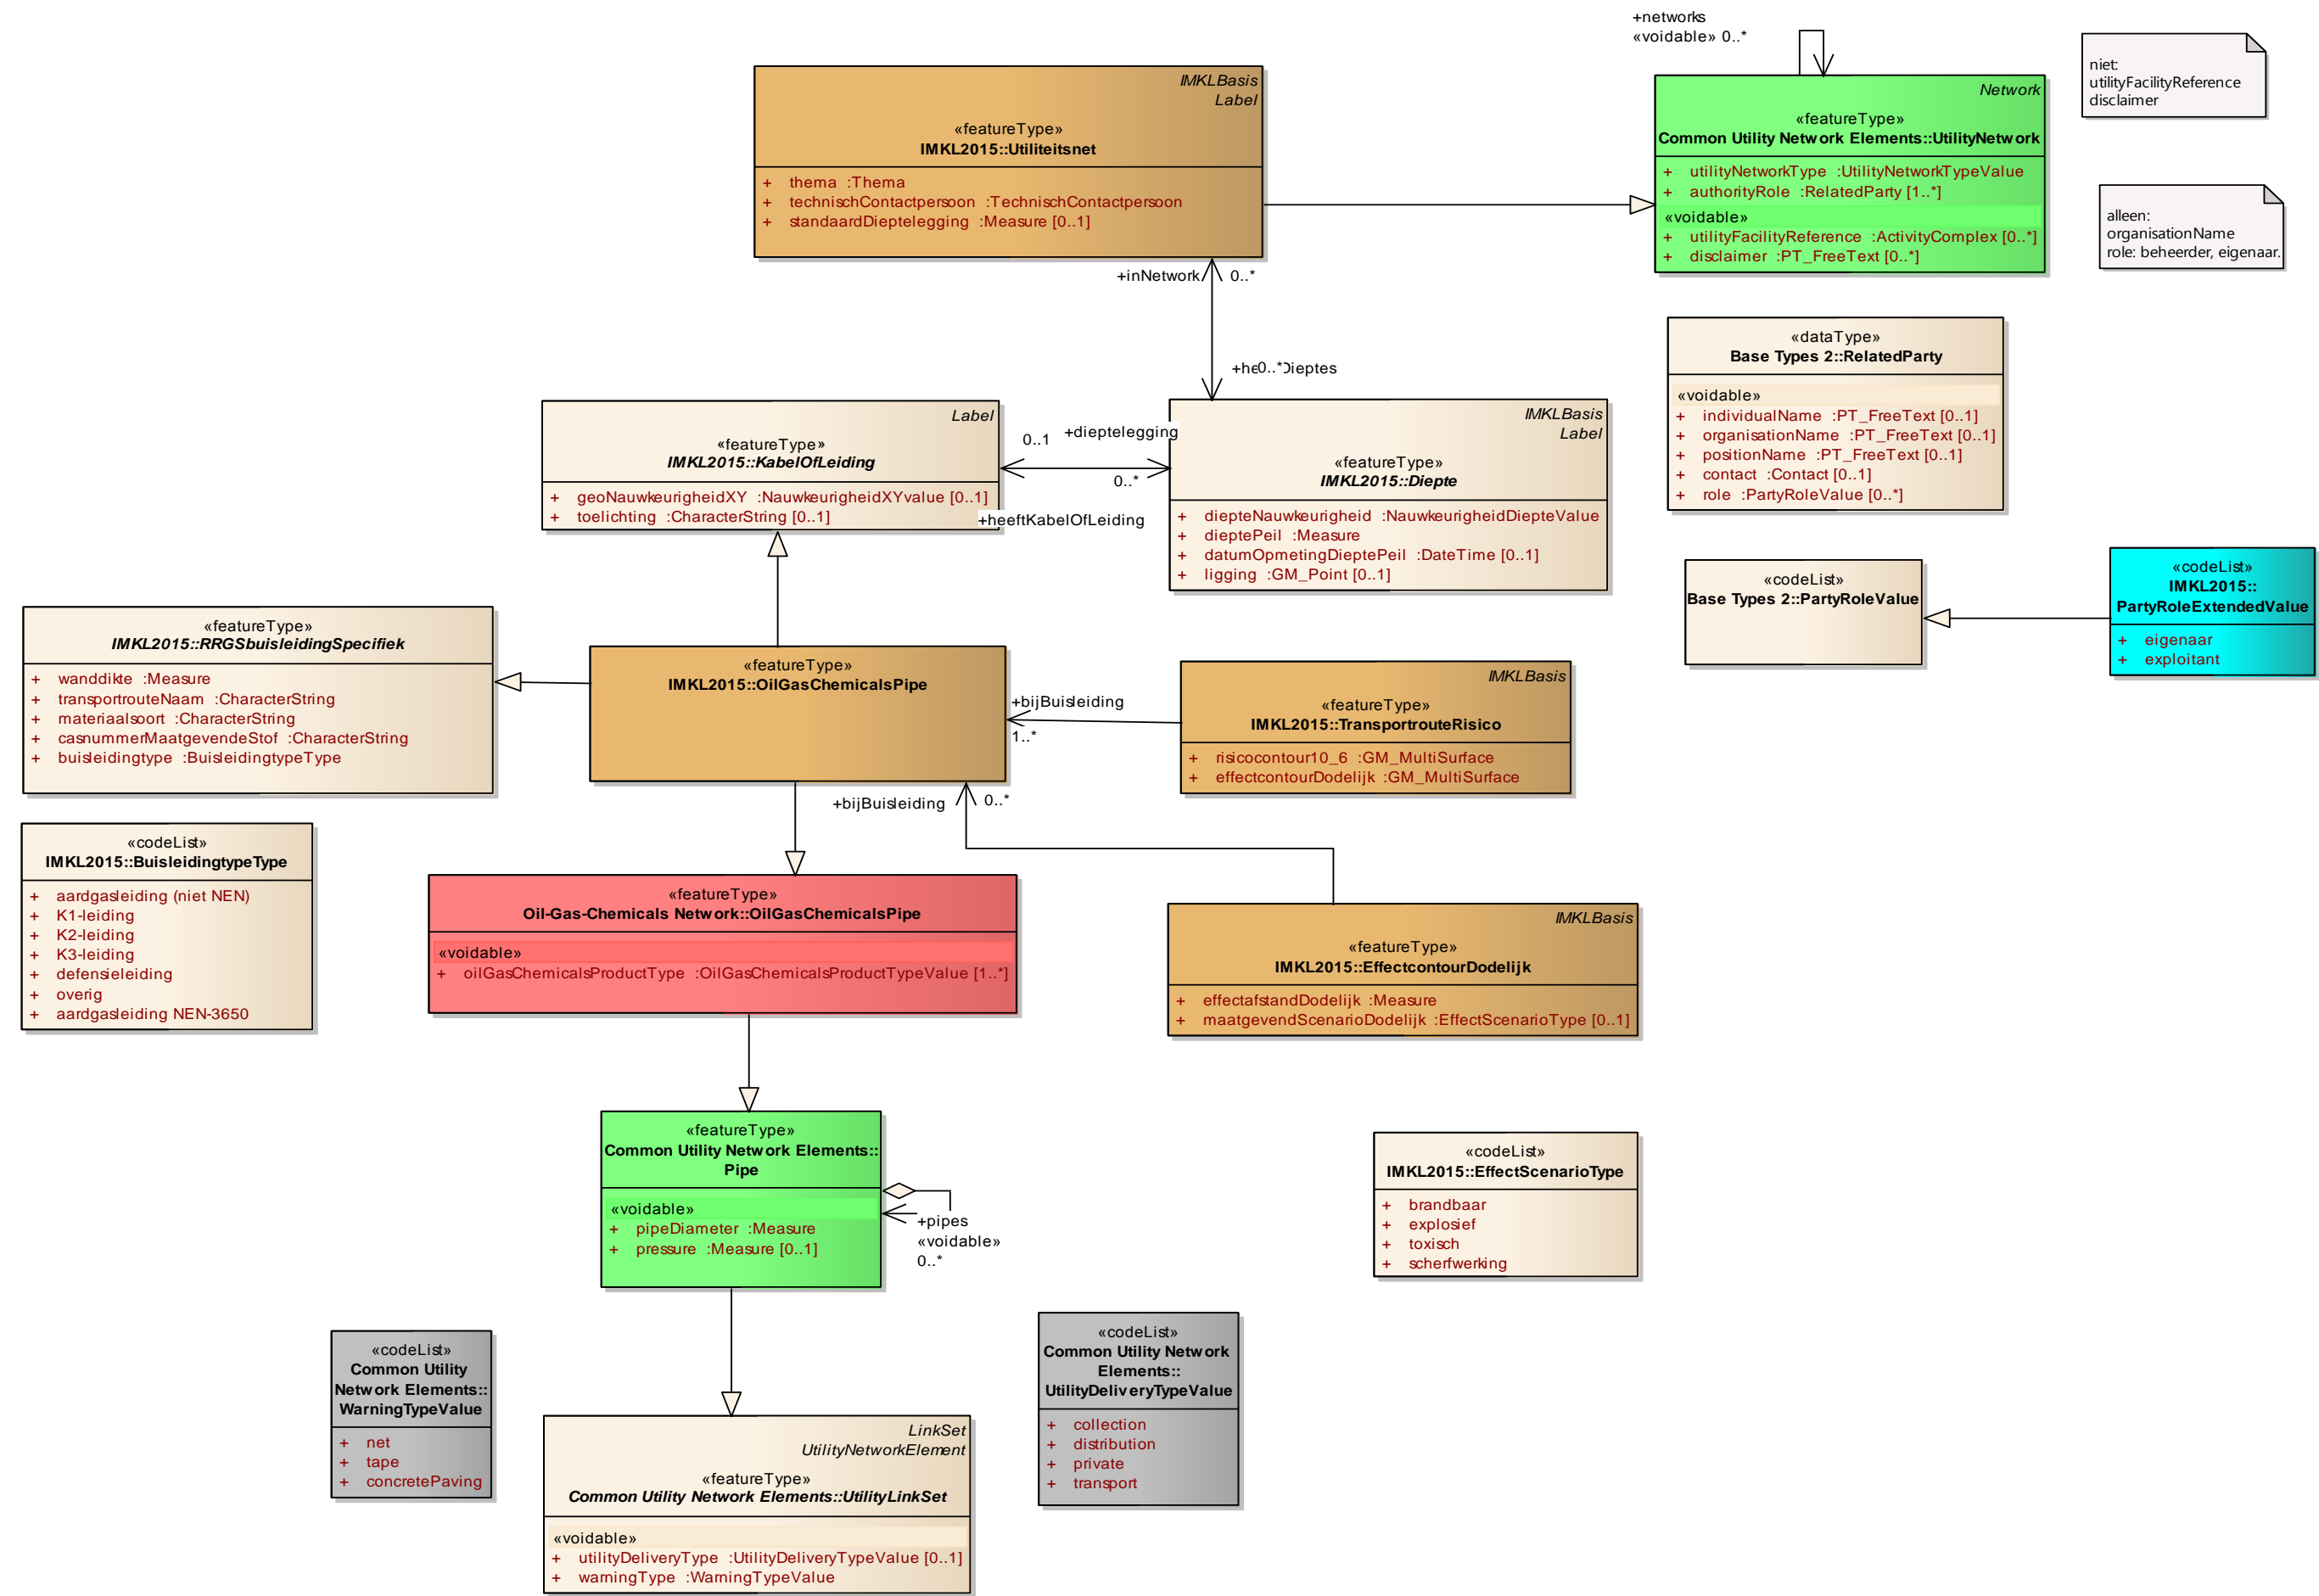 +networks
«voidable» 0..*
niet:
utilityFacilityReference
disclaimer
IMKLBasis
Label
«featureType»
IMKL2015::Utiliteitsnet
+ thema :Thema
+ technischContactpersoon :TechnischContactpersoon
+ standaardDieptelegging :Measure [0..1]
Network
«featureType»
Common Utility Network Elements::UtilityNetwork
+ utilityNetworkType :UtilityNetworkTypeValue
+ authorityRole :RelatedParty [1..*]
«voidable»
+ utilityFacilityReference :ActivityComplex [0..*]
+ disclaimer :PT_FreeText [0..*]
alleen:
organisationName
role: beheerder, eigenaar.
+inNetwork 0..*
0..*
«dataType»
Base Types 2::RelatedParty
«voidable»
+ individualName :PT_FreeText [0..1]
+ organisationName :PT_FreeText [0..1]
+ positionName :PT_FreeText [0..1]
+ contact :Contact [0..1]
+ role :PartyRoleValue [0..*]
Label
«featureType»
IMKL2015::KabelOfLeiding
+ geoNauwkeurigheidXY :NauwkeurigheidXYvalue [0..1]
+ toelichting :CharacterString [0..1]
0..1 +dieptelegging
0..*
+heeftKabelOfLeiding
IMKLBasis
Label
«featureType»
IMKL2015::Diepte
+ diepteNauwkeurigheid :NauwkeurigheidDiepteValue
+ dieptePeil :Measure
+ datumOpmetingDieptePeil :DateTime [0..1]
+ ligging :GM_Point [0..1]
«codeList»
Base Types 2::PartyRoleValue
«codeList»
IMKL2015::
PartyRoleExtendedValue
+ eigenaar
+ exploitant
«featureType»
IMKL2015::RRGSbuisleidingSpecifiek
+ wanddikte :Measure
+ transportrouteNaam :CharacterString
+ materiaalsoort :CharacterString
+ casnummerMaatgevendeStof :CharacterString
+ buisleidingtype :BuisleidingtypeType
«featureType»
IMKL2015::OilGasChemicalsPipe
+bijBuisleiding
1..*
IMKLBasis
«featureType»
IMKL2015::TransportrouteRisico
+ risicocontour10_6 :GM_MultiSurface
+ effectcontourDodelijk :GM_MultiSurface
+bijBuisleiding 0..*
«codeList»
IMKL2015::BuisleidingtypeType
+ aardgasleiding (niet NEN)
+ K1-leiding
+ K2-leiding
+ K3-leiding
+ defensieleiding
+ overig
+ aardgasleiding NEN-3650
«featureType»
Oil-Gas-Chemicals Network::OilGasChemicalsPipe
«voidable»
+ oilGasChemicalsProductType :OilGasChemicalsProductTypeValue [1..*]
IMKLBasis
«featureType»
IMKL2015::EffectcontourDodelijk
+ effectafstandDodelijk :Measure
+ maatgevendScenarioDodelijk :EffectScenarioType [0..1]
«featureType»
Common Utility Network Elements::
Pipe
«voidable»
+ pipeDiameter :Measure
+ pressure :Measure [0..1]
+pipes
«voidable»
0..*
«codeList»
IMKL2015::EffectScenarioType
+ brandbaar
+ explosief
+ toxisch
+ scherfwerking
«codeList»
Common Utility
Network Elements::
WarningTypeValue
+ net
+ tape
+ concretePaving
«codeList»
Common Utility Network
Elements::
UtilityDeliveryTypeValue
+ collection
+ distribution
+ private
+ transport
LinkSet
UtilityNetworkElement
«featureType»
Common Utility Network Elements::UtilityLinkSet
«voidable»
+ utilityDeliveryType :UtilityDeliveryTypeValue [0..1]
+ warningType :WarningTypeValue